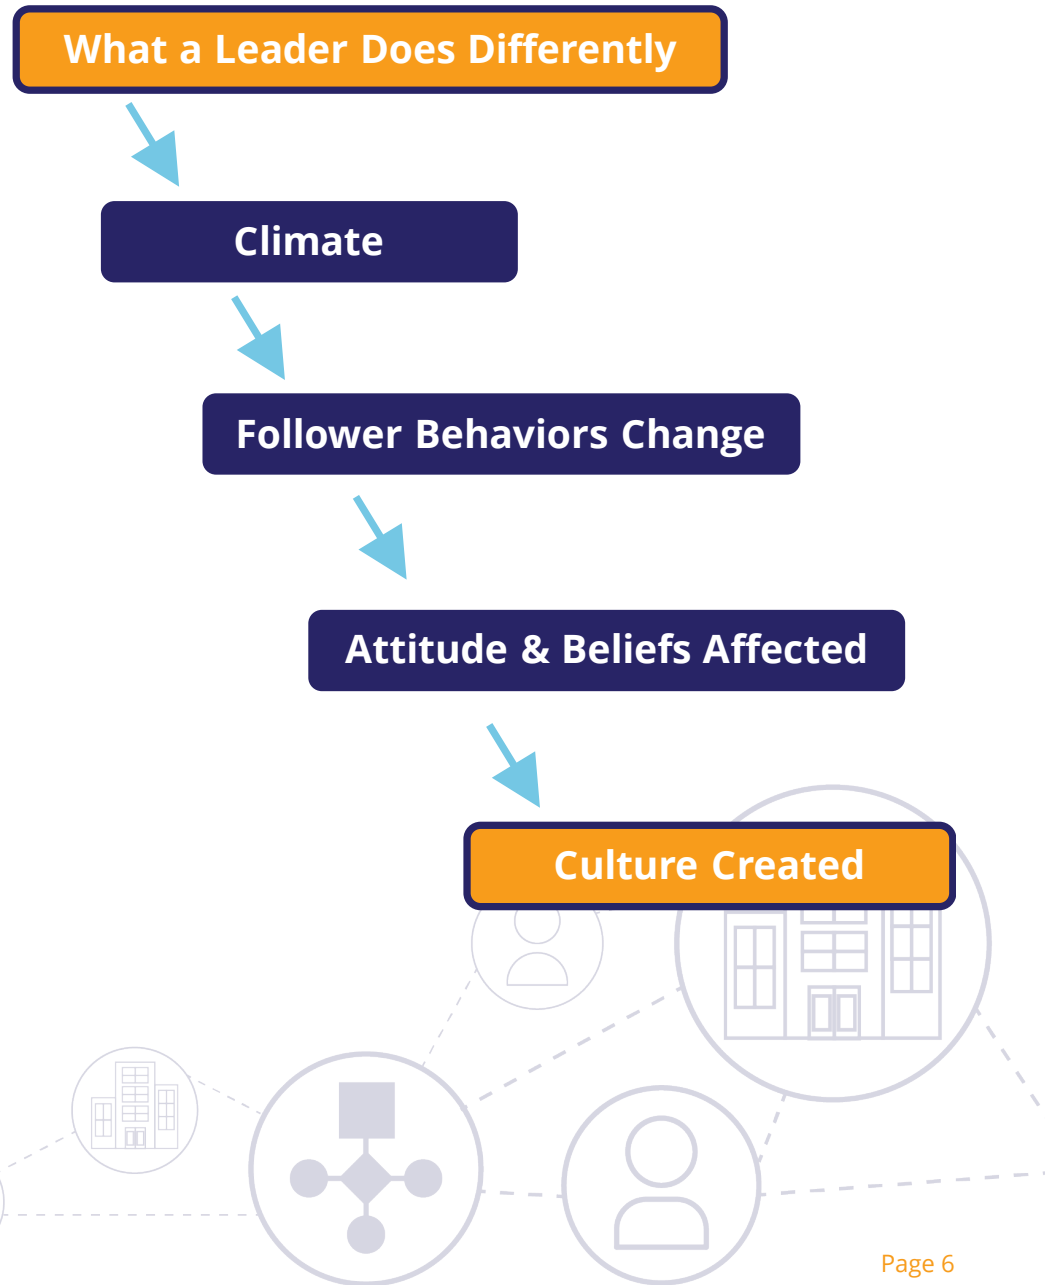 What a Leader Does Differently
Climate
Follower Behaviors Change
Attitude & Beliefs Affected
Culture Created
Page 6